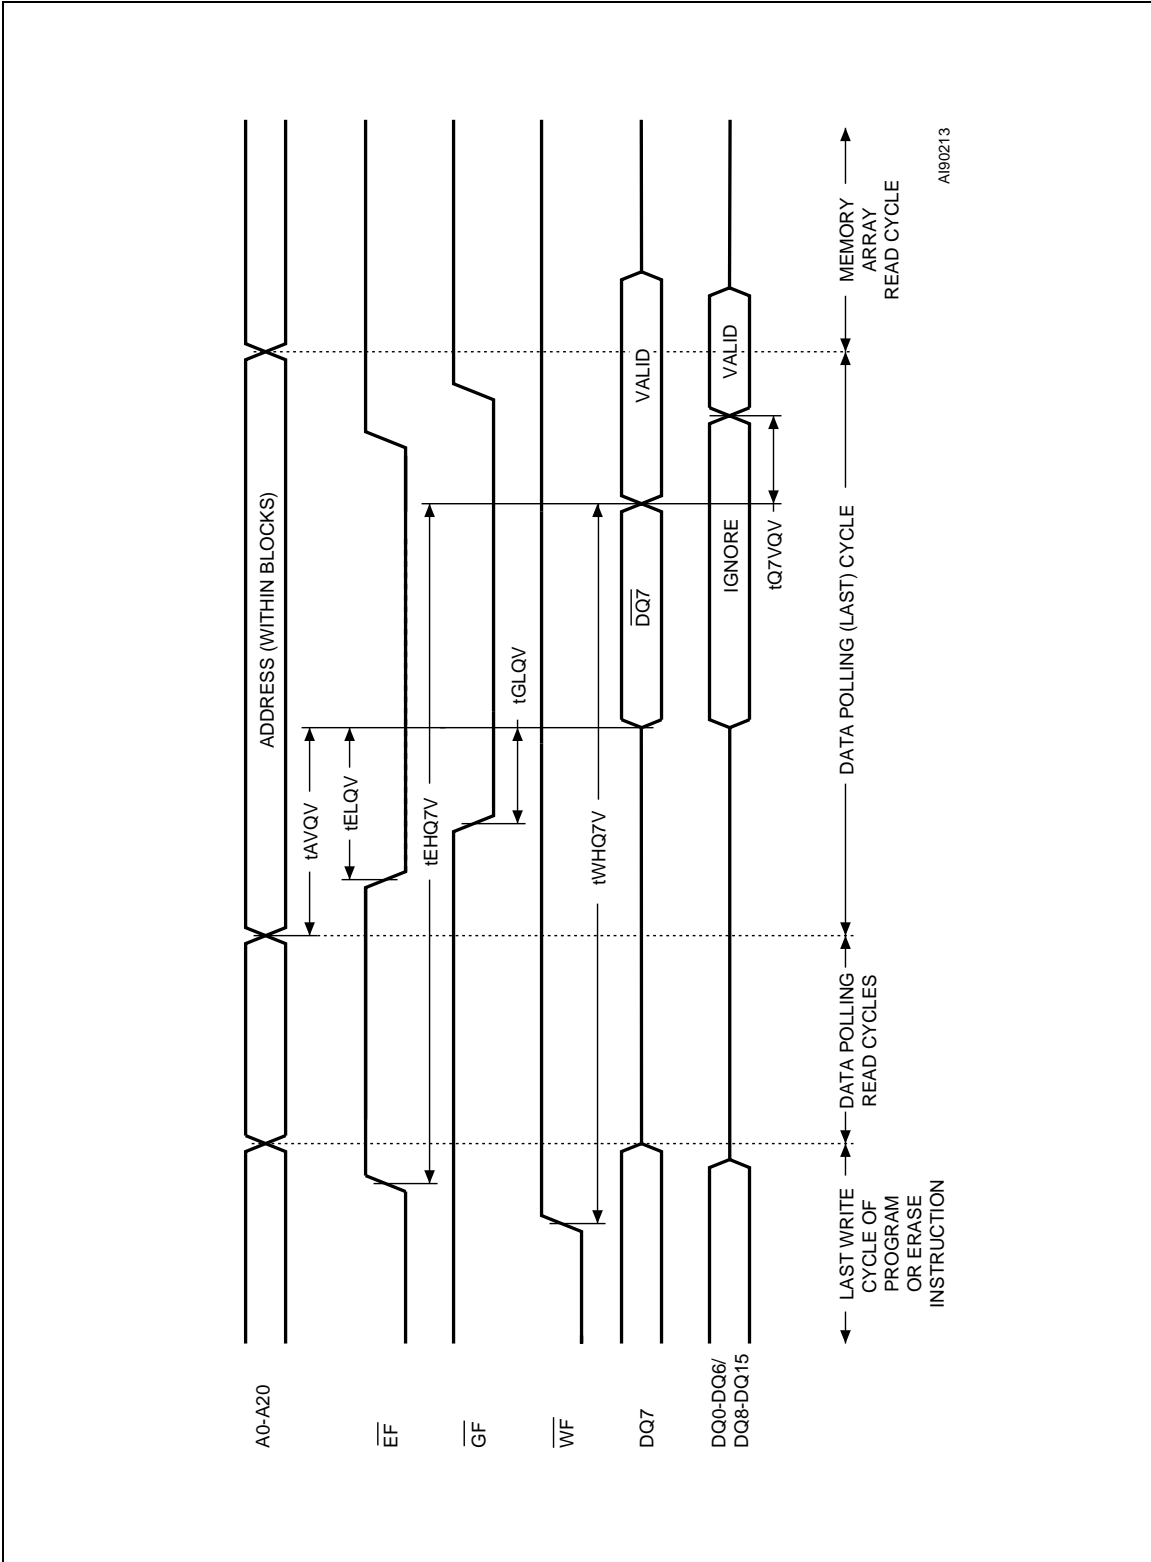 A0-A20
ADDRESS (WITHIN BLOCKS)
tAVQV
tELQV
EF
tEHQ7V
GF
tGLQV
WF
tWHQ7V
DQ7
DQ7
VALID
DQ0-DQ6/
DQ8-DQ15
IGNORE
VALID
tQ7VQV
LAST WRITE
CYCLE OF
PROGRAM
OR ERASE
INSTRUCTION
DATA POLLING
READ CYCLES
DATA POLLING (LAST) CYCLE
MEMORY
ARRAY
READ CYCLE
AI90213